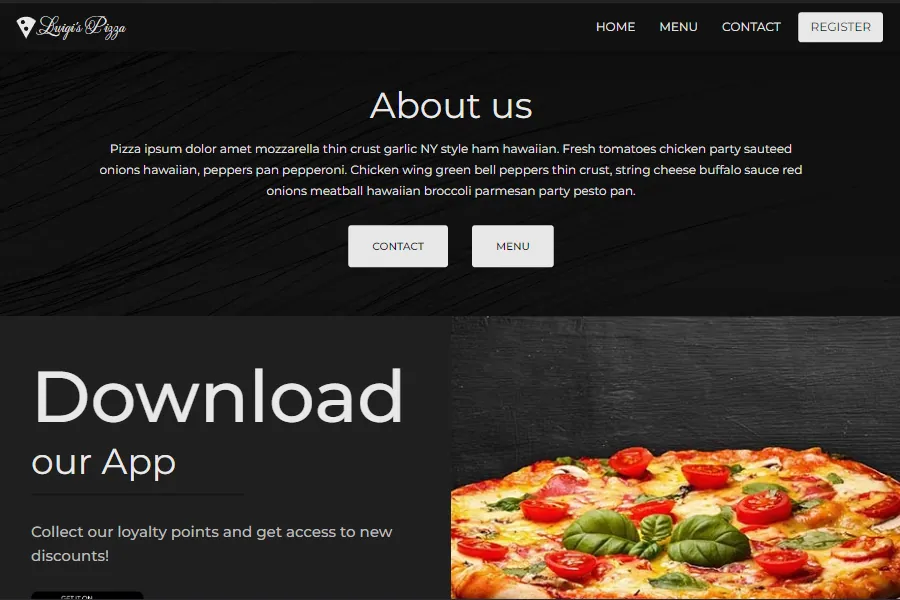 Luigi's Pizza
HOME MENU CONTACT REGISTER
About us
Pizza ipsum dolor amet mozzarella thin crust garlic NY style ham hawaiian. Fresh tomatoes chicken party sauteed
onions hawaiian, peppers pan pepperoni. Chicken wing green bell peppers thin crust, string cheese buffalo sauce red
onions meatball hawaiian broccoli parmesan party pesto pan.
CONTACT MENU
Download
our App
Collect our loyalty points and get access to new
discounts!
GET IT ON